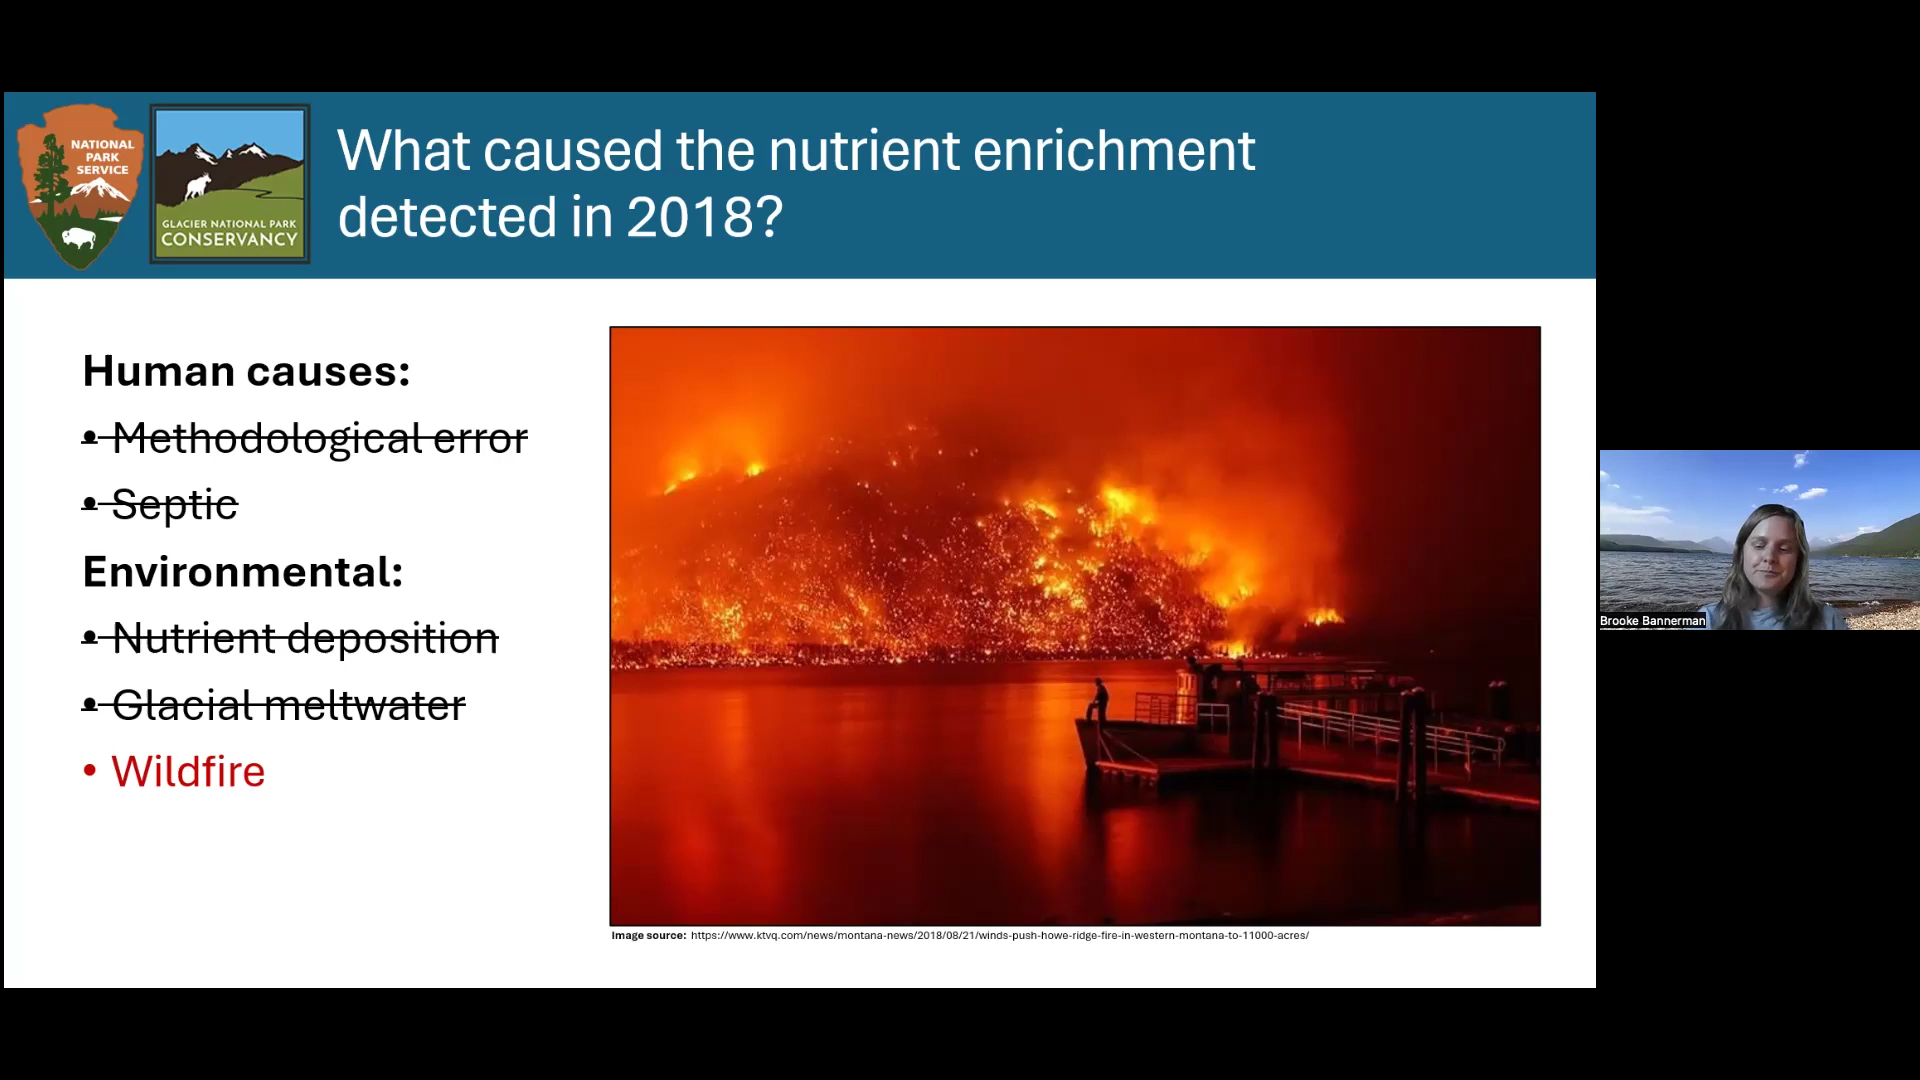 NATIONAL
PARK
SERVICE
GLACIER NATIONAL PARK
CONSERVANCY
What caused the nutrient enrichment
detected in 2018?
Human causes:
• Methodological error
• Septic
Environmental:
• Nutrient deposition
• Glacial meltwater
• Wildfire
Image source: https://www.ktvq.com/news/montana-news/2018/08/21/winds-push-howe-ridge-fire-in-western-montana-to-11000-acres/
Brooke Bannerman